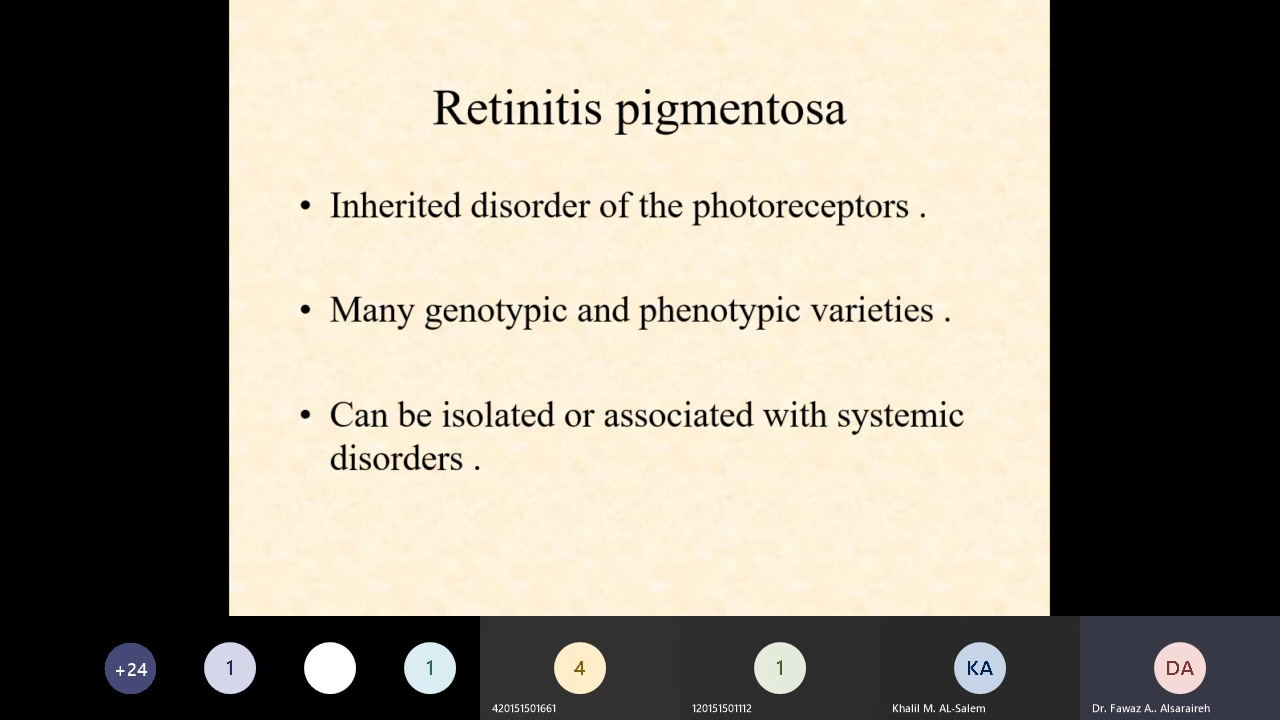 Retinitis pigmentosa
• Inherited disorder of the photoreceptors .
• Many genotypic and phenotypic varieties .
• Can be isolated or associated with systemic
disorders .
+24
1
1
4
1
KA
DA
420151501661
120151501112
Khalil M. AL-Salem
Dr. Fawaz A.. Alsaraireh